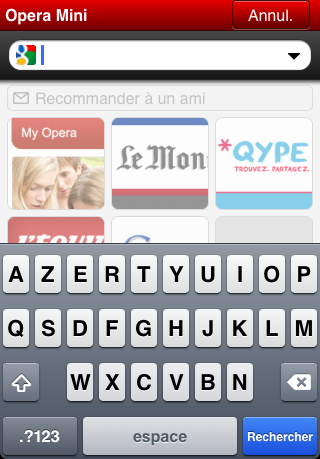 Opera Mini Annul.
Recommander à un ami
My Opera
Le Mon
*QYPE
TROUVEZ. PARTAGEZ.
A Z E R T Y U I O P
Q S D F G H J K L M
W X C V B N
.?123 espace Rechercher